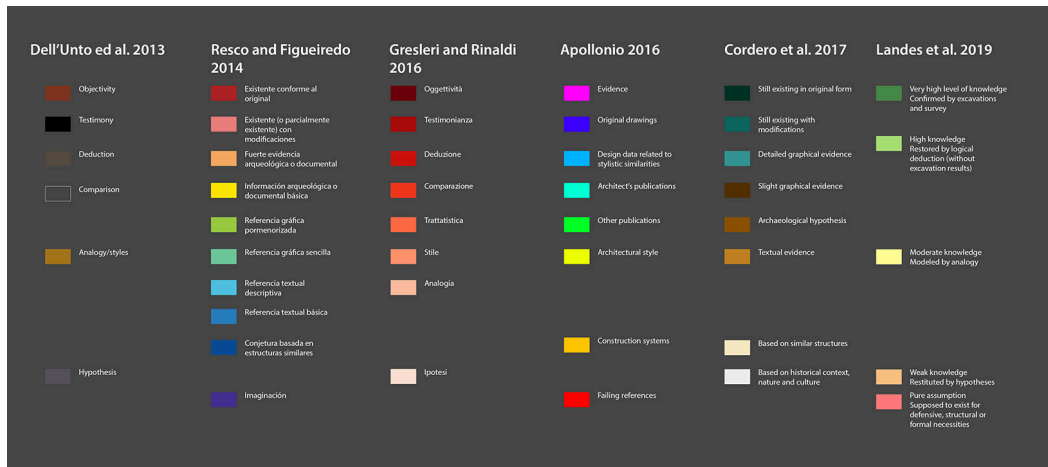 Dell'Unto ed al. 2013
Objectivity
Testimony
Deduction
Comparison
Analogy/styles
Hypothesis
Resco and Figueiredo
2014
Existente conforme al
original
Existente (o parcialmente
existente) con
modificaciones
Fuerte evidencia
arqueológica o documental
Información arqueológica o
documental básica
Referencia gráfica
pormenorizada
Referencia gráfica sencilla
Referencia textual
descriptiva
Referencia textual básica
Conjetura basada en
estructuras similares
Imaginación
Gresleri and Rinaldi
2016
Oggettività
Testimonianza
Deduzione
Comparazione
Trattatistica
Stile
Analogia
Ipotesi
Apollonio 2016
Evidence
Original drawings
Design data related to
stylistic similarities
Architect's publications
Other publications
Architectural style
Construction systems
Failing references
Cordero et al. 2017
Still existing in original form
Still existing with
modifications
Detailed graphical evidence
Slight graphical evidence
Archaeological hypothesis
Textual evidence
Based on similar structures
Based on historical context,
nature and culture
Landes et al. 2019
Very high level of knowledge
Confirmed by excavations
and survey
High knowledge
Restored by logical
deduction (without
excavation results)
Moderate knowledge
Modeled by analogy
Weak knowledge
Restituted by hypotheses
Pure assumption
Supposed to exist for
defensive, structural or
formal necessities